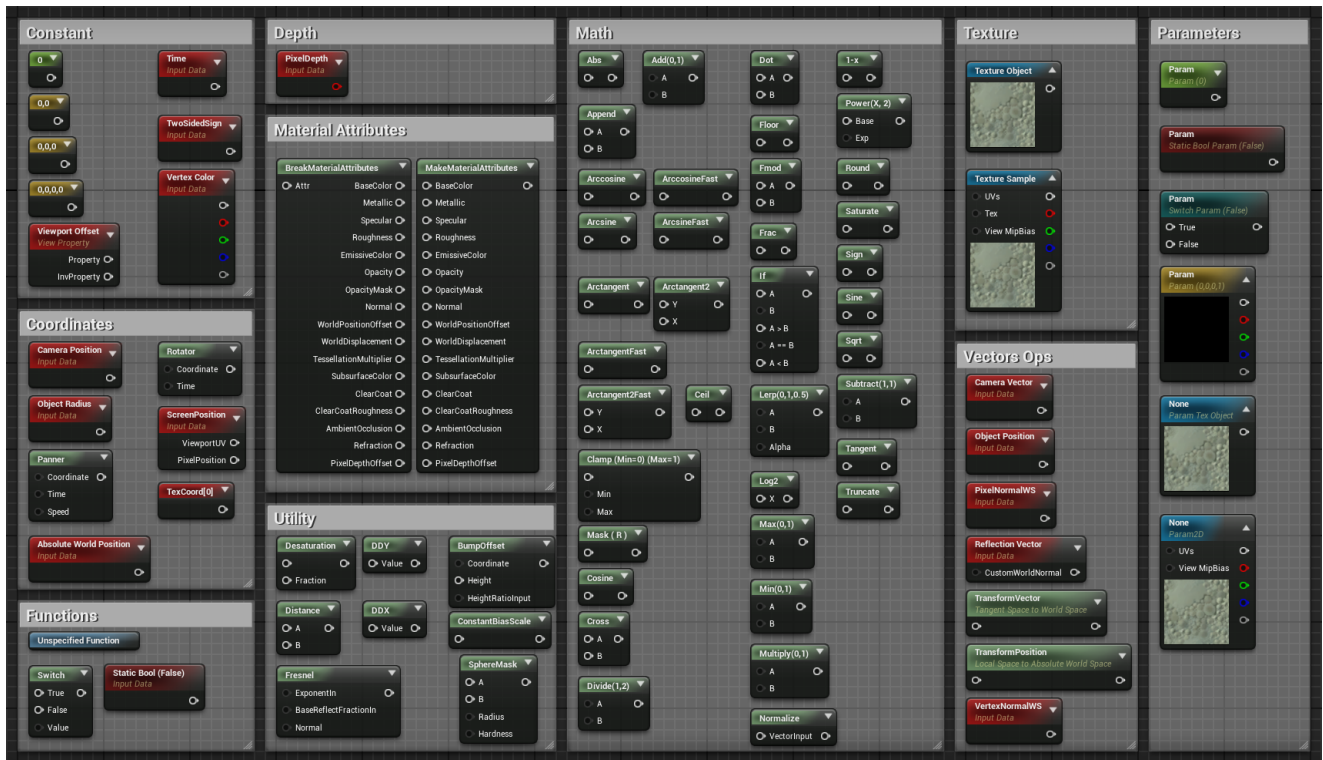 Constant
0
Time
Input Data
0,0
TwoSidedSign
Input Data
0,0,0
Vertex Color
Input Data
0,0,0,0
Viewport Offset
View Property
Property
InvProperty
Coordinates
Camera Position
Input Data
Rotator
Coordinate
Time
Object Radius
Input Data
ScreenPosition
Input Data
ViewportUV
PixelPosition
Panner
Coordinate
Time
Speed
TexCoord[0]
Absolute World Position
Input Data
Functions
Unspecified Function
Switch
True
False
Value
Static Bool (False)
Input Data
Depth
PixelDepth
Input Data
Material Attributes
BreakMaterialAttributes
Attr
BaseColor
Metallic
Specular
Roughness
EmissiveColor
Opacity
OpacityMask
Normal
WorldPositionOffset
WorldDisplacement
TessellationMultiplier
SubsurfaceColor
ClearCoat
ClearCoatRoughness
AmbientOcclusion
Refraction
PixelDepthOffset
MakeMaterialAttributes
BaseColor
Metallic
Specular
Roughness
EmissiveColor
Opacity
OpacityMask
Normal
WorldPositionOffset
WorldDisplacement
TessellationMultiplier
SubsurfaceColor
ClearCoat
ClearCoatRoughness
AmbientOcclusion
Refraction
PixelDepthOffset
Utility
Desaturation
Fraction
DDY
Value
BumpOffset
Coordinate
Height
HeightRatioInput
Distance
A
B
DDX
Value
ConstantBiasScale
Fresnel
ExponentIn
BaseReflectFractionIn
Normal
SphereMask
A
B
Radius
Hardness
Math
Abs
Add(0,1)
A
B
Append
A
B
Arccosine
ArccosineFast
Arcsine
ArcsineFast
Arctangent
Arctangent2
Y
X
ArctangentFast
Arctangent2Fast
Y
X
Ceil
Clamp (Min=0) (Max=1)
Min
Max
Mask ( R )
Cosine
Cross
A
B
Divide(1,2)
A
B
Dot
A
B
Floor
Fmod
A
B
Frac
If
A
B
A > B
A == B
A < B
Lerp(0,1,0.5)
A
B
Alpha
Log2
X
Max(0,1)
A
B
Min(0,1)
A
B
Multiply(0,1)
A
B
Normalize
VectorInput
1-x
Power(X, 2)
Base
Exp
Round
Saturate
Sign
Sine
Sqrt
Subtract(1,1)
A
B
Tangent
Truncate
Texture
Texture Object
Texture Sample
UVs
Tex
View MipBias
Vectors Ops
Camera Vector
Input Data
Object Position
Input Data
PixelNormalWS
Input Data
Reflection Vector
Input Data
CustomWorldNormal
TransformVector
Tangent Space to World Space
TransformPosition
Local Space to Absolute World Space
VertexNormalWS
Input Data
Parameters
Param
Param (0)
Param
Static Bool Param (False)
Param
Switch Param (False)
True
False
Param
Param (0,0,0,1)
None
Param Tex Object
None
Param2D
UVs
View MipBias